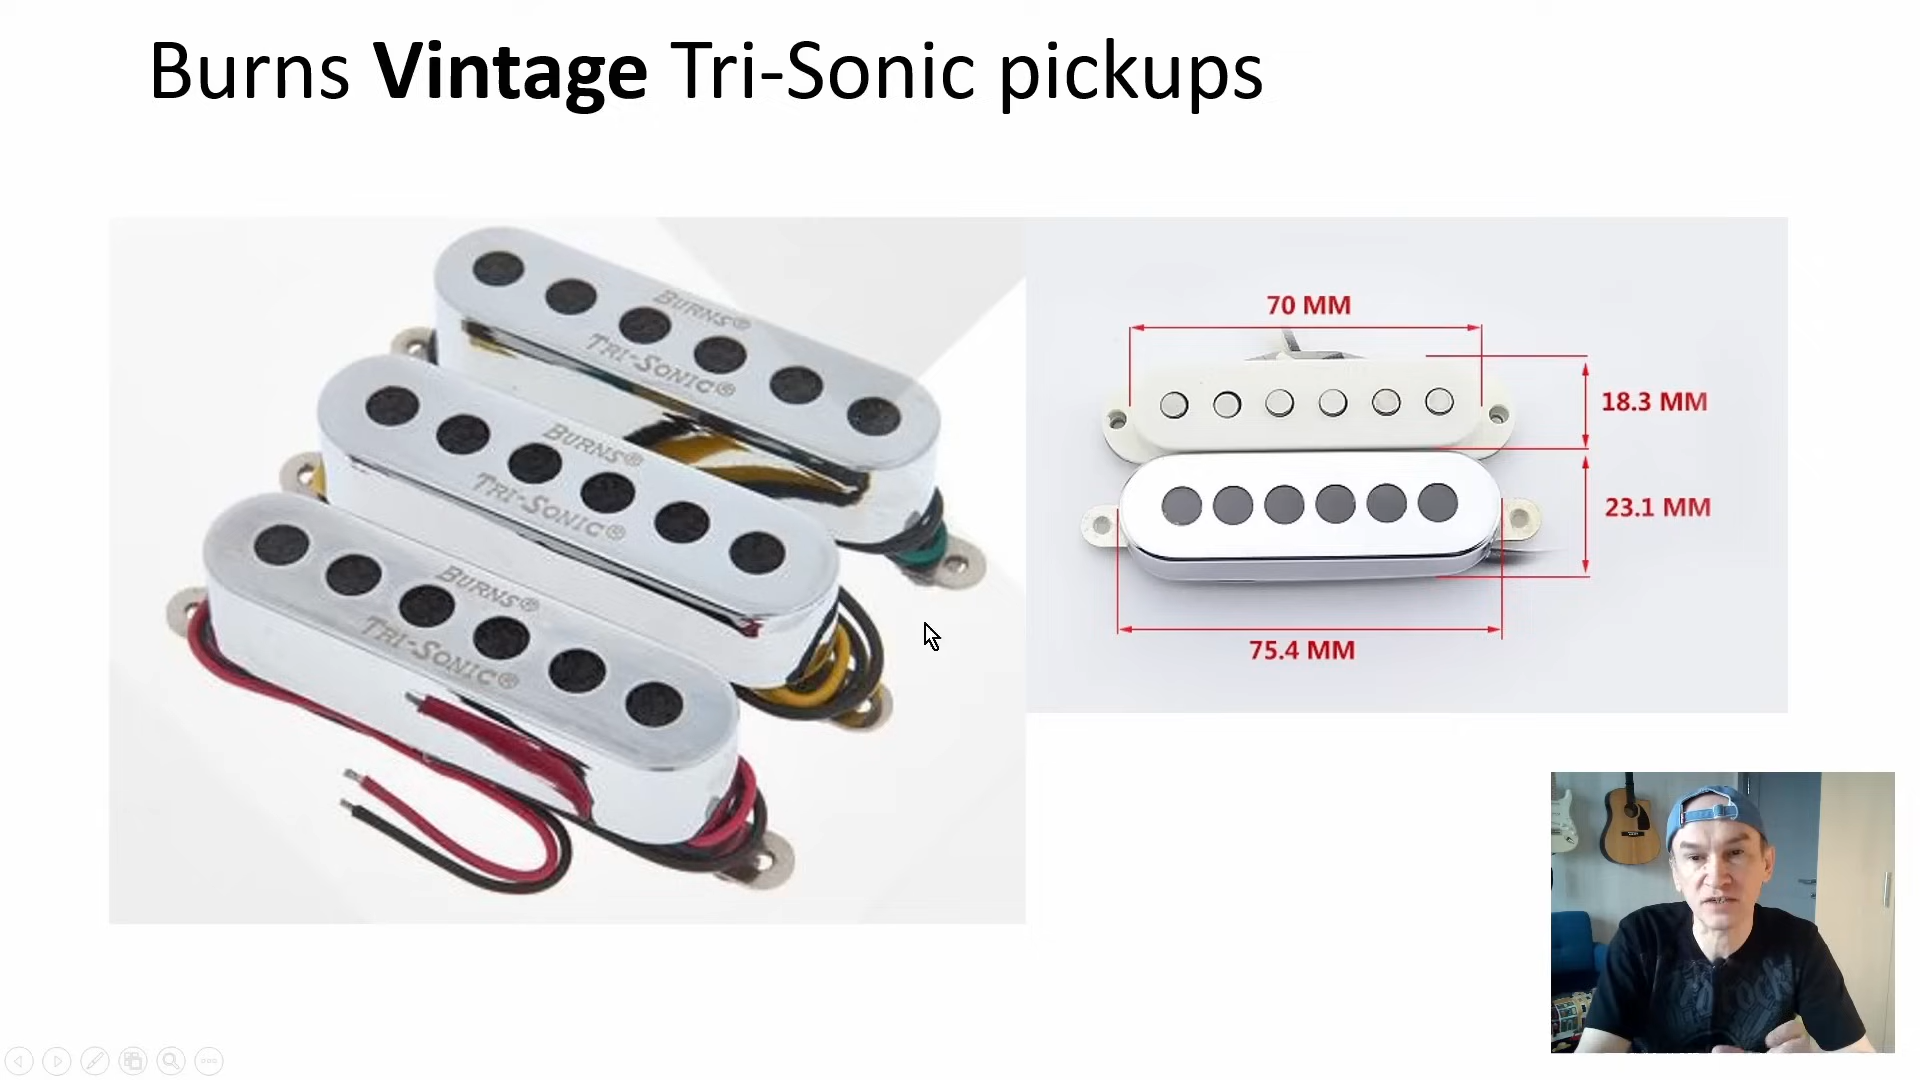 Burns Vintage Tri-Sonic pickups
BURNS®
TRI-SONIC®
BURNS®
TRI-SONIC®
BURNS®
TRI-SONIC®
70 MM
18.3 MM
23.1 MM
75.4 MM